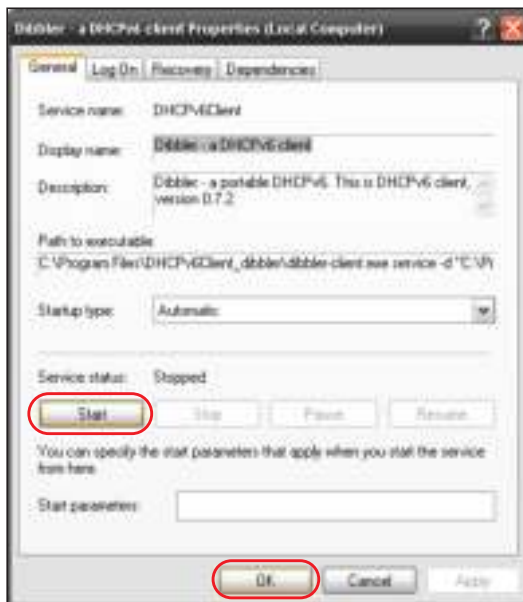 Dibbler - a DHCPv6 client Properties (Local Computer)
General Log On Recovery Dependencies
Service name: DHCPv6Client
Display name: Dibbler - a DHCPv6 client
Description: Dibbler - a portable DHCPv6. This is DHCPv6 client,
version 0.7.2
Path to executable:
C:\Program Files\DHCPv6Client_dibbler\dibbler-client.exe service -d "C:\Pr
Startup type: Automatic
Service status: Stopped
Start Stop Pause Resume
You can specify the start parameters that apply when you start the service
from here.
Start parameters:
OK Cancel Apply